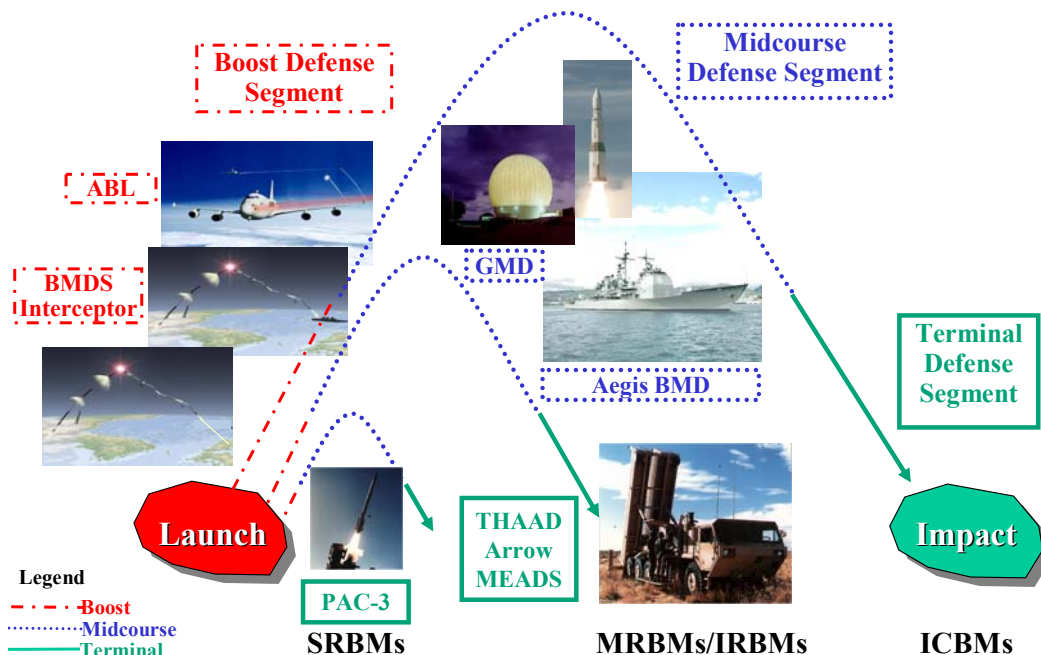 Boost Defense
Segment
Midcourse
Defense Segment
ABL
BMDS
Interceptor
GMD
Aegis BMD
Terminal
Defense
Segment
Launch
THAAD
Arrow
MEADS
Impact
PAC-3
Legend
Boost
Midcourse
Terminal
SRBMs
MRBMs/IRBMs
ICBMs